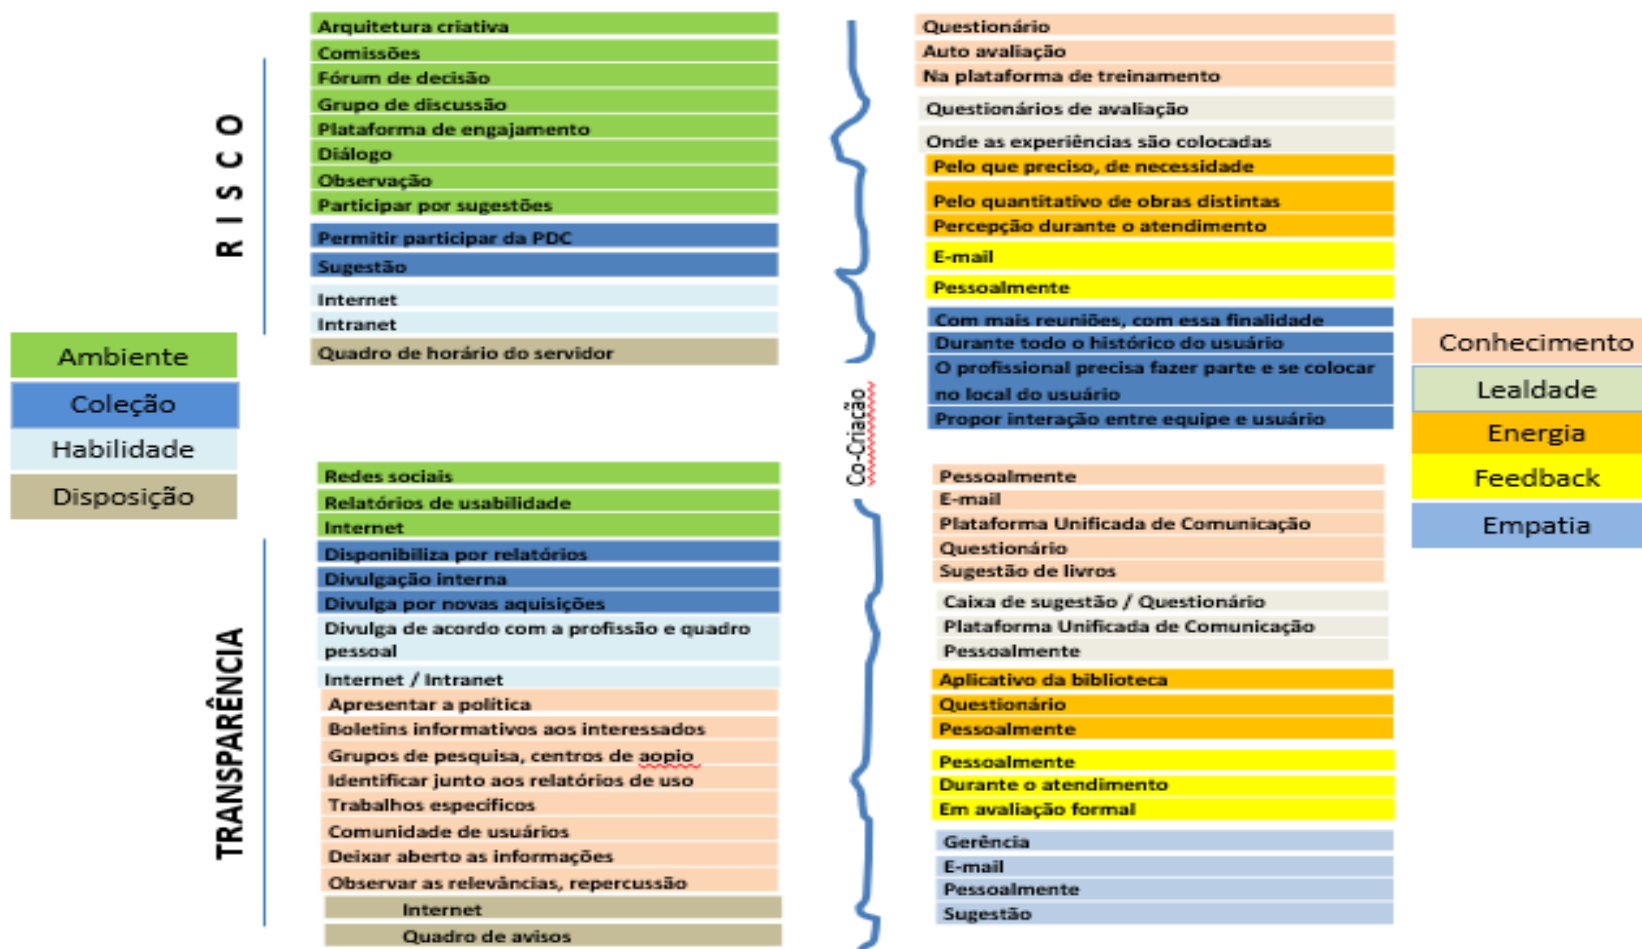 RISCO
Arquitetura criativa
Comissões
Fórum de decisão
Grupo de discussão
Plataforma de engajamento
Diálogo
Observação
Participar por sugestões
Permitir participar da PDC
Sugestão
Internet
Intranet
Quadro de horário do servidor
Ambiente
Coleção
Habilidade
Disposição
TRANSPARÊNCIA
Redes sociais
Relatórios de usabilidade
Internet
Disponibiliza por relatórios
Divulgação interna
Divulga por novas aquisições
Divulga de acordo com a profissão e quadro
pessoal
Internet / Intranet
Apresentar a política
Boletins informativos aos interessados
Grupos de pesquisa, centros de aopio
Identificar junto aos relatórios de uso
Trabalhos específicos
Comunidade de usuários
Deixar aberto as informações
Observar as relevâncias, repercussão
Internet
Quadro de avisos
Co-Criação
Questionário
Auto avaliação
Na plataforma de treinamento
Questionários de avaliação
Onde as experiências são colocadas
Pelo que preciso, de necessidade
Pelo quantitativo de obras distintas
Percepção durante o atendimento
E-mail
Pessoalmente
Com mais reuniões, com essa finalidade
Durante todo o histórico do usuário
O profissional precisa fazer parte e se colocar
no local do usuário
Propor interação entre equipe e usuário
Pessoalmente
E-mail
Plataforma Unificada de Comunicação
Questionário
Sugestão de livros
Caixa de sugestão / Questionário
Plataforma Unificada de Comunicação
Pessoalmente
Aplicativo da biblioteca
Questionário
Pessoalmente
Pessoalmente
Durante o atendimento
Em avaliação formal
Gerência
E-mail
Pessoalmente
Sugestão
Conhecimento
Lealdade
Energia
Feedback
Empatia